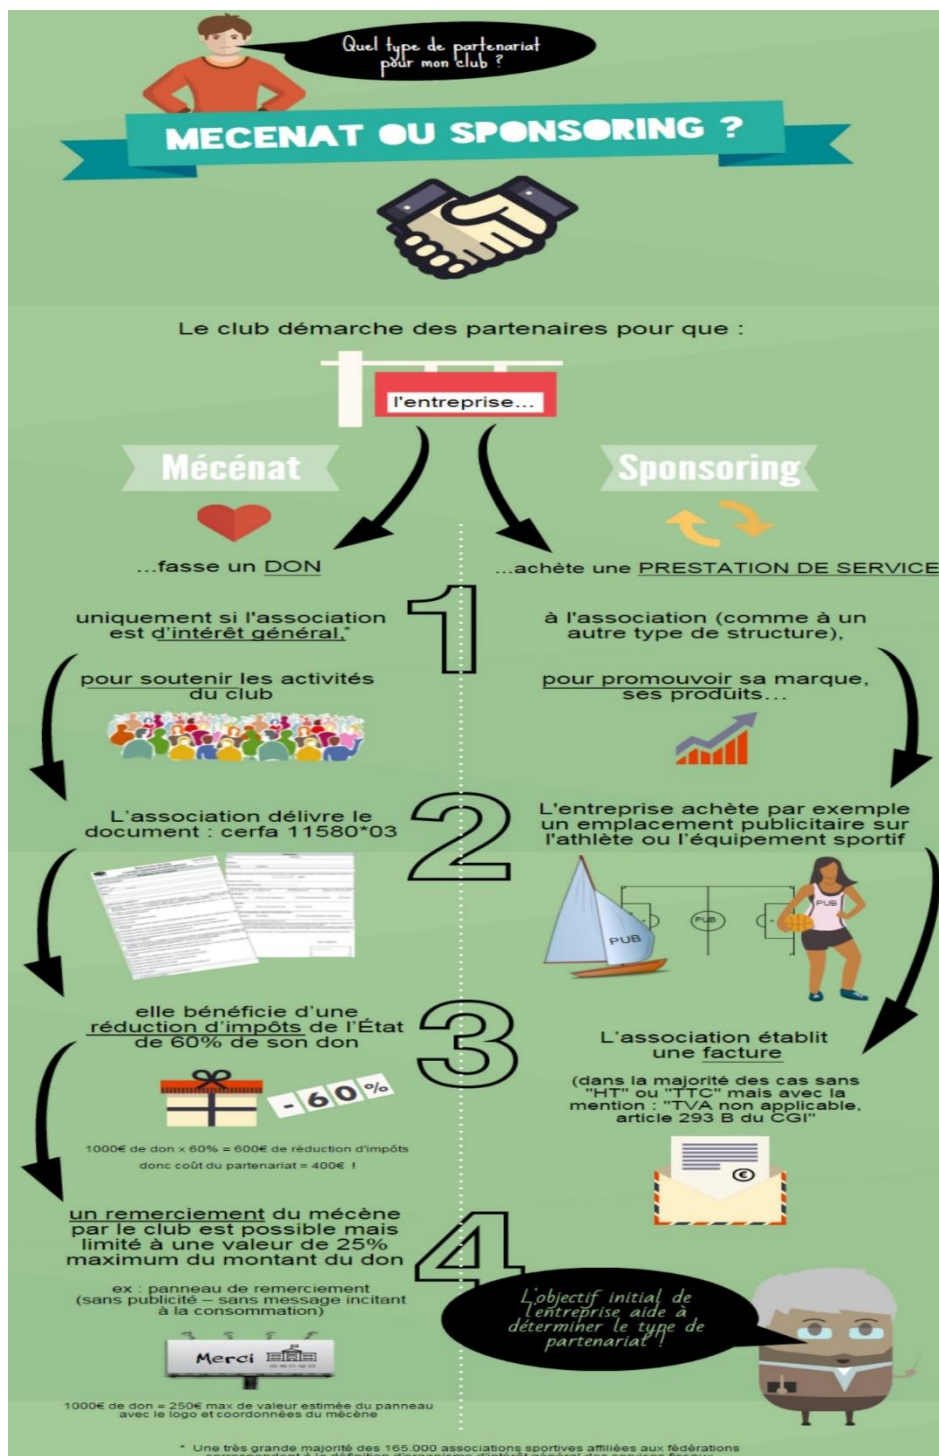 Quel type de partenariat
pour mon club ?
MECENAT OU SPONSORING ?
Le club démarche des partenaires pour que :
l'entreprise...
Mécénat
...fasse un DON
uniquement si l'association
est d'intérêt général,*
pour soutenir les activités
du club
Sponsoring
...achète une PRESTATION DE SERVICE
à l'association (comme à un
autre type de structure),
pour promouvoir sa marque,
ses produits...
1
2
L'association délivre le
document : cerfa 11580*03
L'entreprise achète par exemple
un emplacement publicitaire sur
l'athlète ou l'équipement sportif
PUB
PUB
PUB
3
elle bénéficie d'une
réduction d'impôts de l'État
de 60% de son don
- 60%
1000€ de don x 60% = 600€ de réduction d'impôts
donc coût du partenariat = 400€ !
L'association établit
une facture
(dans la majorité des cas sans
"HT" ou "TTC" mais avec la
mention : "TVA non applicable,
article 293 B du CGI"
€
4
un remerciement du mécène
par le club est possible mais
limité à une valeur de 25%
maximum du montant du don
ex : panneau de remerciement
(sans publicité – sans message incitant
à la consommation)
Merci
1000€ de don = 250€ max de valeur estimée du panneau
avec le logo et coordonnées du mécène
L'objectif initial de
l'entreprise aide à
déterminer le type de
partenariat !
* Une très grande majorité des 165.000 associations sportives affiliées aux fédérations
correspondent à la définition d'organisme d'intérêt général des services fiscaux